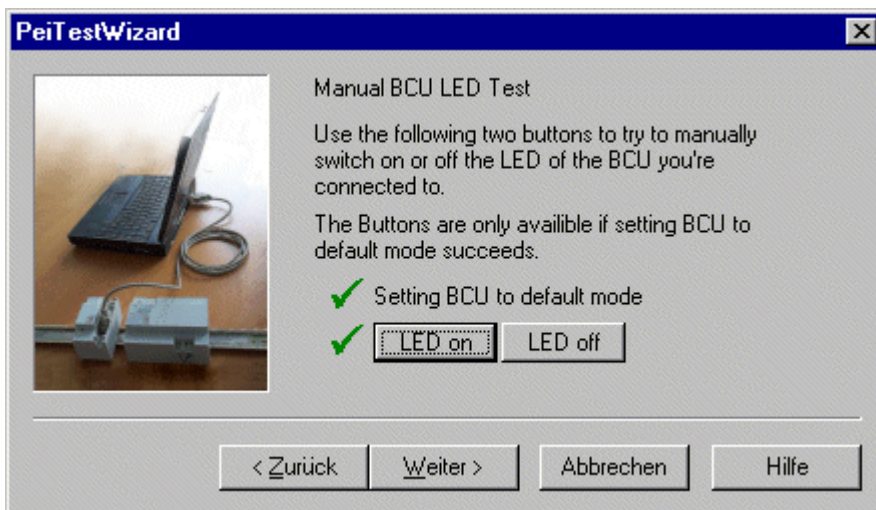 PeiTestWizard
Manual BCU LED Test
Use the following two buttons to try to manually
switch on or off the LED of the BCU you're
connected to.
The Buttons are only availible if setting BCU to
default mode succeeds.
Setting BCU to default mode
LED on LED off
< Zurück Weiter > Abbrechen Hilfe